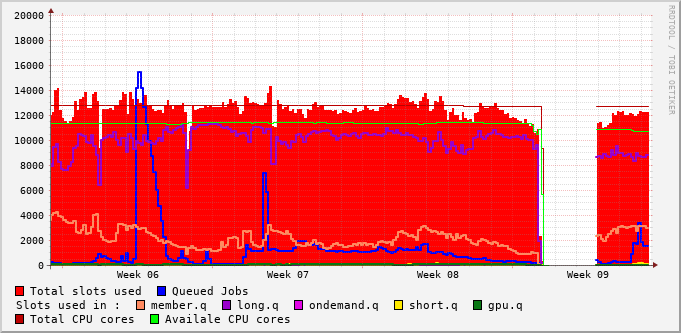 20000
18000
16000
14000
12000
10000
8000
6000
4000
2000
0
Week 06 Week 07 Week 08 Week 09
Total slots used Queued Jobs
Slots used in : member.q long.q ondemand.q short.q gpu.q
Total CPU cores Availale CPU cores
RRDTOOL / TOBI OETIKER